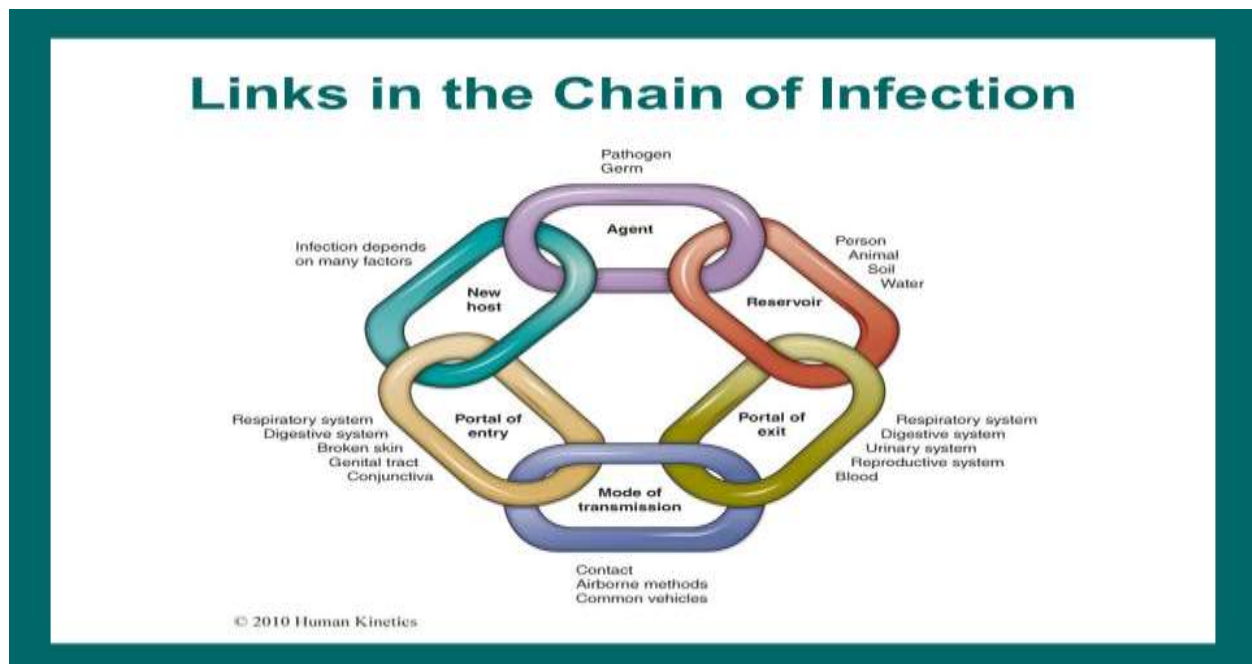 Links in the Chain of Infection
Pathogen
Germ
Agent
Person
Animal
Soil
Water
Reservoir
Infection depends
on many factors
New
host
Portal of
entry
Respiratory system
Digestive system
Broken skin
Genital tract
Conjunctiva
Portal of
exit
Respiratory system
Digestive system
Urinary system
Reproductive system
Blood
Mode of
transmission
Contact
Airborne methods
Common vehicles
© 2010 Human Kinetics